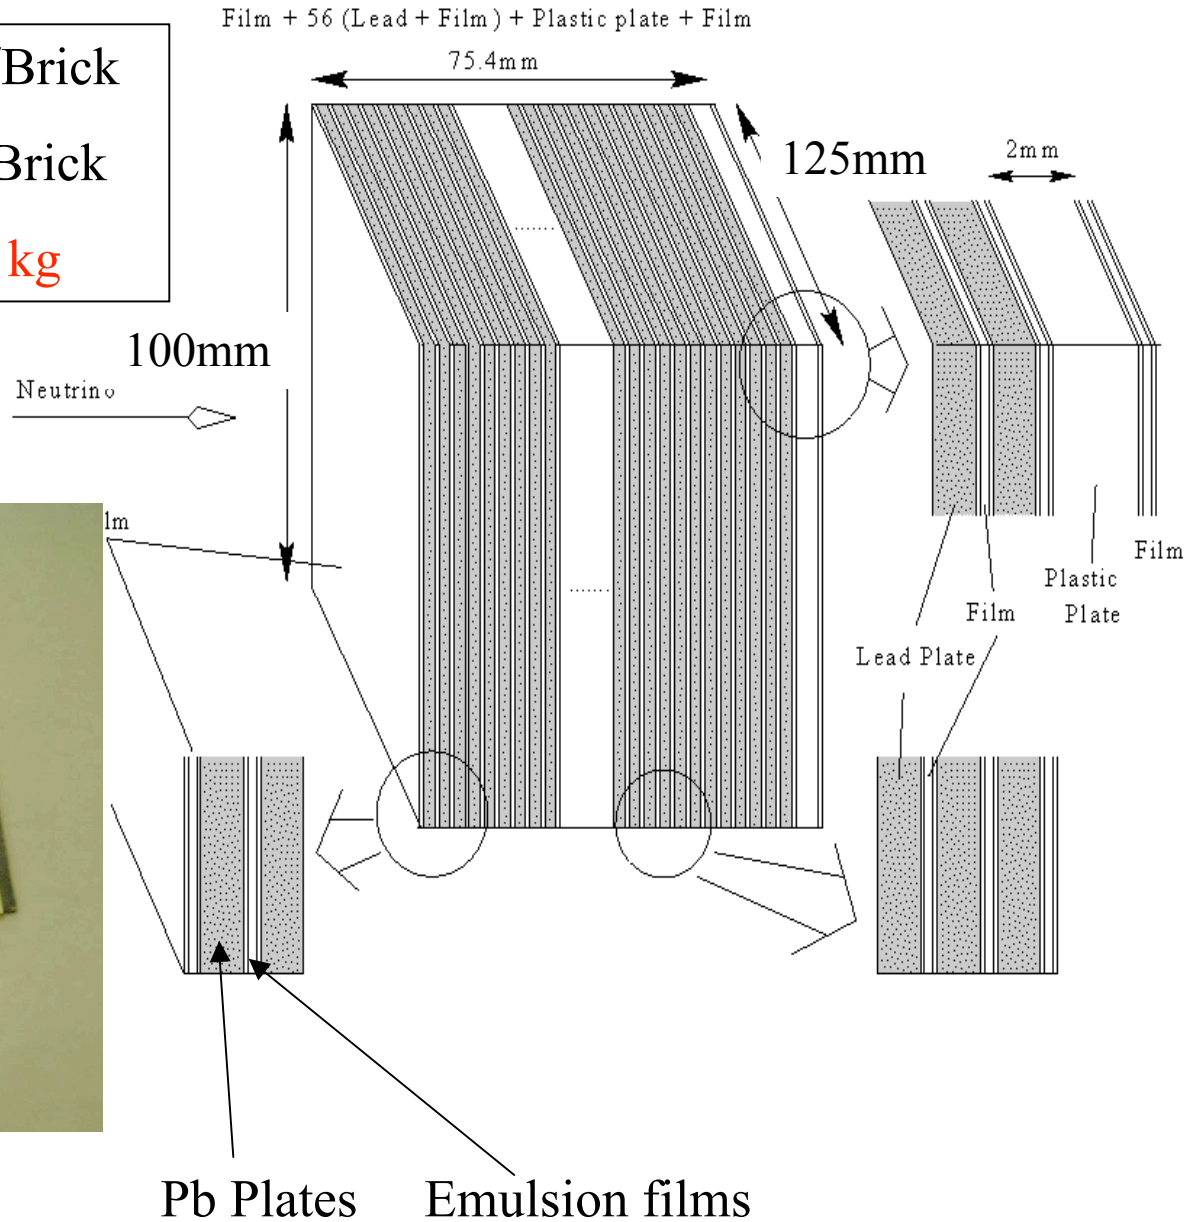 Film + 56 (Lead + Film) + Plastic plate + Film
/Brick
75.4mm
Brick
125mm
2mm
kg
100mm
Neutrino
lm
Film
Plastic
Plate
Film
Lead Plate
Pb Plates
Emulsion films